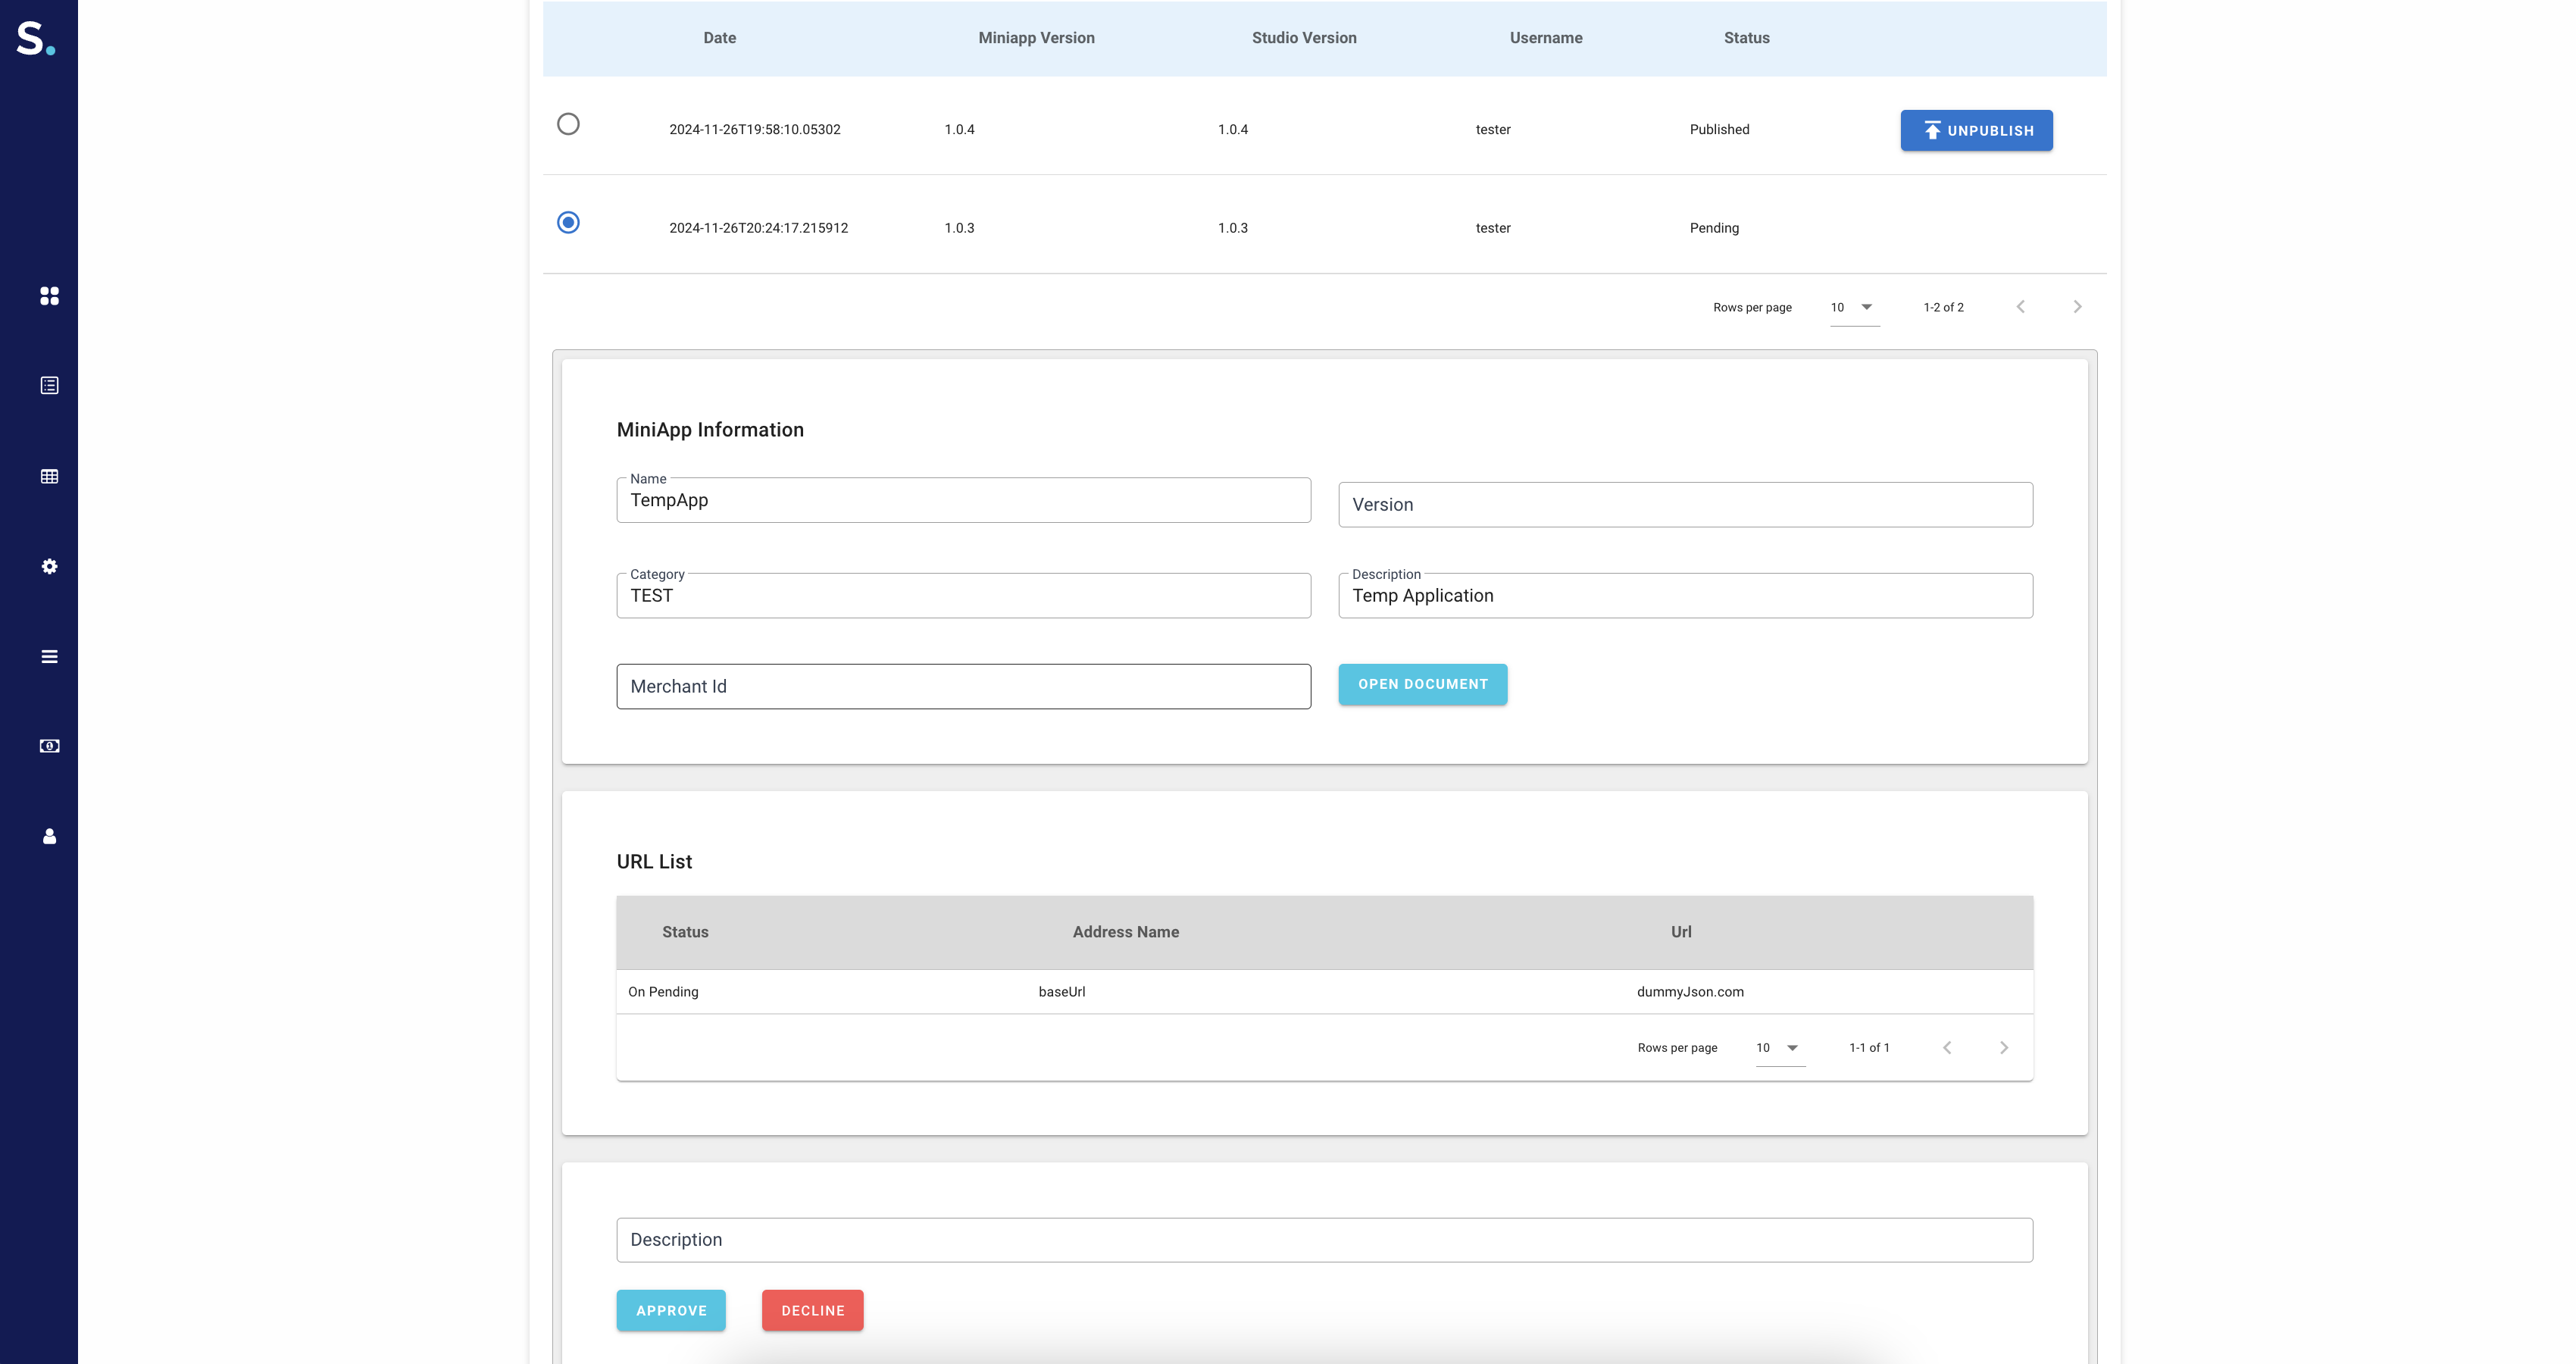 S.
Date Miniapp Version Studio Version Username Status
2024-11-26T19:58:10.05302 1.0.4 1.0.4 tester Published UNPUBLISH
2024-11-26T20:24:17.215912 1.0.3 1.0.3 tester Pending
Rows per page 10 1-2 of 2
MiniApp Information
Name
TempApp
Version
Category
TEST
Description
Temp Application
Merchant Id
OPEN DOCUMENT
URL List
Status Address Name Url
On Pending baseUrl dummyJson.com
Rows per page 10 1-1 of 1
Description
APPROVE DECLINE